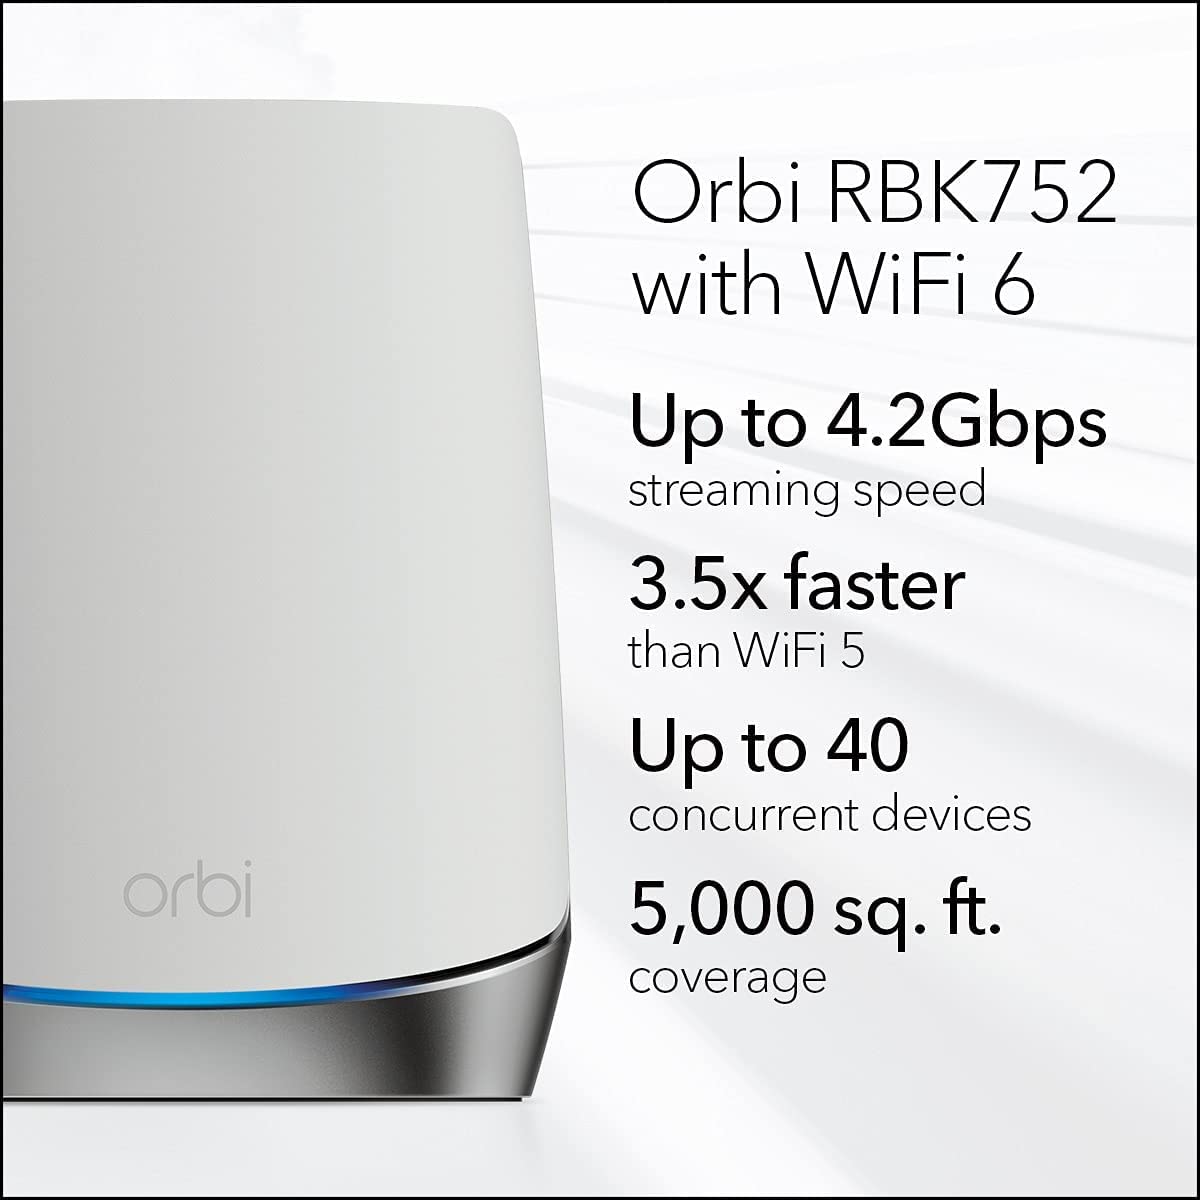 Orbi RBK752
with WiFi 6
Up to 4.2Gbps
streaming speed
3.5x faster
than WiFi 5
Up to 40
concurrent devices
5,000 sq. ft.
coverage
orbi